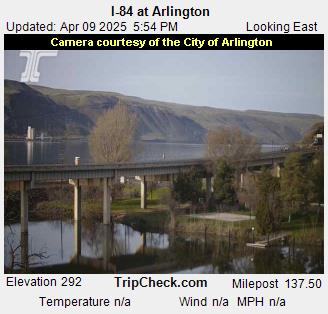 I-84 at Arlington
Updated: Apr 09 2025 5:54 PM Looking East
Camera courtesy of the City of Arlington
Elevation 292 TripCheck.com Milepost 137.50
Temperature n/a Wind n/a MPH n/a